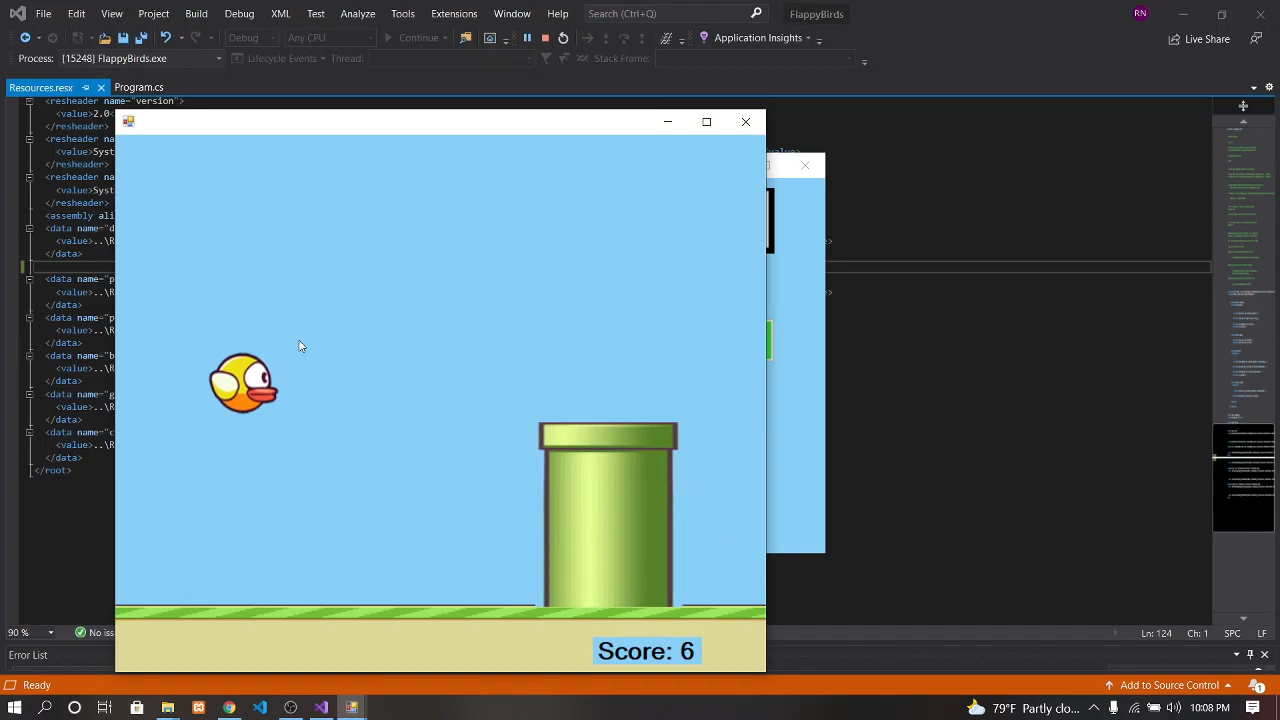 File Edit View Git Project Build Debug XML Test Analyze Tools Extensions Window Help Search (Ctrl+Q) FlappyBirds RN
Debug Any CPU Continue Application Insights Live Share
Process: [15248] FlappyBirds.exe Lifecycle Events Thread: Stack Frame:
Resources.resx Program.cs
<resheader name="version">
<value>2.0<
</resheader>
<resheader name
<value>Syst
</resheader>
<resheader name
<value>Syst
</resheader>
<assembly alia
<data name="d
<value>..\R
</data>
<data name="p
<value>..\R
</data>
<data name="p
<value>..\R
</data>
<data name="b
<value>..\R
</data>
<data name="g
<value>..\R
</data>
<data name="c
<value>..\R
</data>
</root>
Score: 6
90 % No iss Ln: 124 Ch: 1 SPC LF
Error List
Ready Add to Source Control 1
79°F Partly clo... 10:08 PM